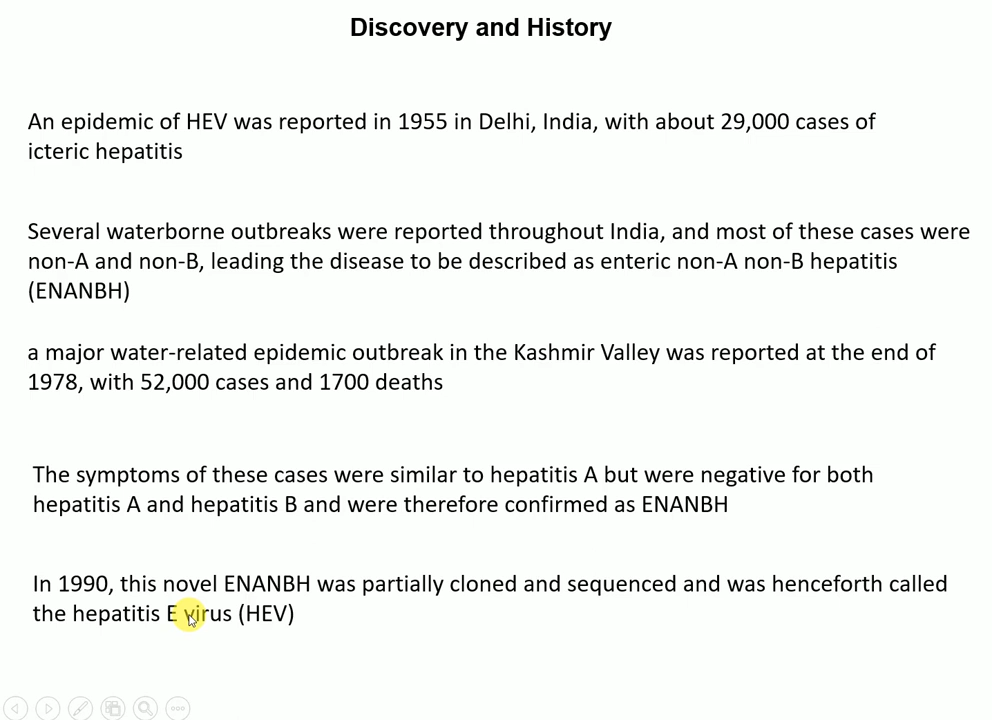 Discovery and History
An epidemic of HEV was reported in 1955 in Delhi, India, with about 29,000 cases of
icteric hepatitis
Several waterborne outbreaks were reported throughout India, and most of these cases were
non-A and non-B, leading the disease to be described as enteric non-A non-B hepatitis
(ENANBH)
a major water-related epidemic outbreak in the Kashmir Valley was reported at the end of
1978, with 52,000 cases and 1700 deaths
The symptoms of these cases were similar to hepatitis A but were negative for both
hepatitis A and hepatitis B and were therefore confirmed as ENANBH
In 1990, this novel ENANBH was partially cloned and sequenced and was henceforth called
the hepatitis E virus (HEV)